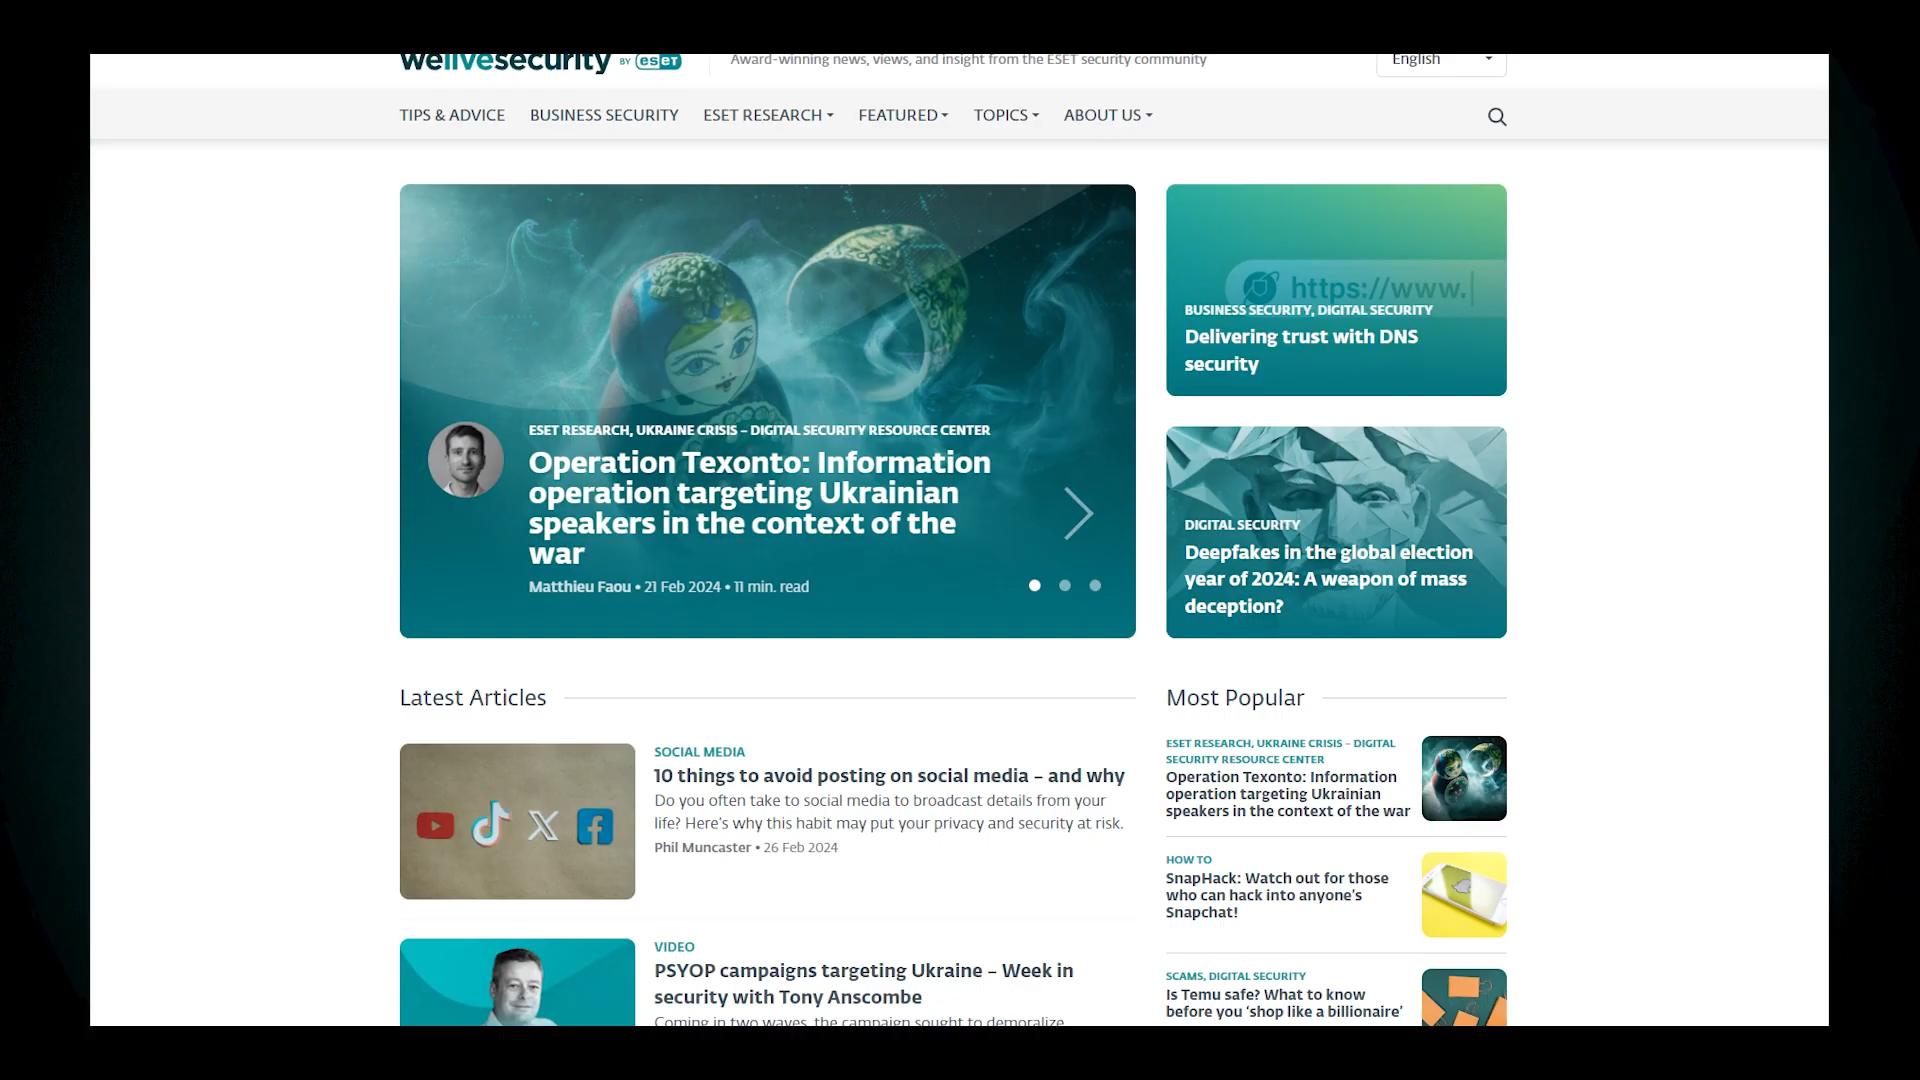 welivesecurity BY eset
Award-winning news, views, and insight from the ESET security community
English
TIPS & ADVICE
BUSINESS SECURITY
ESET RESEARCH
FEATURED
TOPICS
ABOUT US
ESET RESEARCH, UKRAINE CRISIS – DIGITAL SECURITY RESOURCE CENTER
Operation Texonto: Information
operation targeting Ukrainian
speakers in the context of the
war
Matthieu Faou • 21 Feb 2024 • 11 min. read
https://www.
BUSINESS SECURITY, DIGITAL SECURITY
Delivering trust with DNS
security
DIGITAL SECURITY
Deepfakes in the global election
year of 2024: A weapon of mass
deception?
Latest Articles
SOCIAL MEDIA
10 things to avoid posting on social media – and why
Do you often take to social media to broadcast details from your
life? Here's why this habit may put your privacy and security at risk.
Phil Muncaster • 26 Feb 2024
VIDEO
PSYOP campaigns targeting Ukraine – Week in
security with Tony Anscombe
Coming in two waves, the campaign sought to demoralize
Most Popular
ESET RESEARCH, UKRAINE CRISIS – DIGITAL
SECURITY RESOURCE CENTER
Operation Texonto: Information
operation targeting Ukrainian
speakers in the context of the war
HOW TO
SnapHack: Watch out for those
who can hack into anyone's
Snapchat!
SCAMS, DIGITAL SECURITY
Is Temu safe? What to know
before you 'shop like a billionaire'